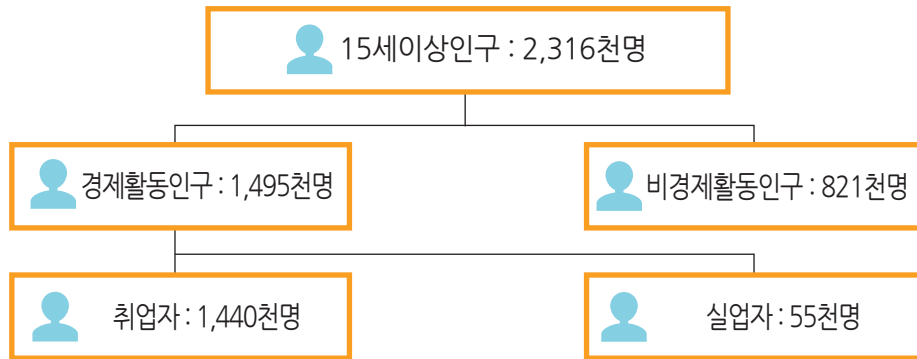 15세이상인구 : 2,316천명
경제활동인구 : 1,495천명
비경제활동인구 : 821천명
취업자 : 1,440천명
실업자 : 55천명